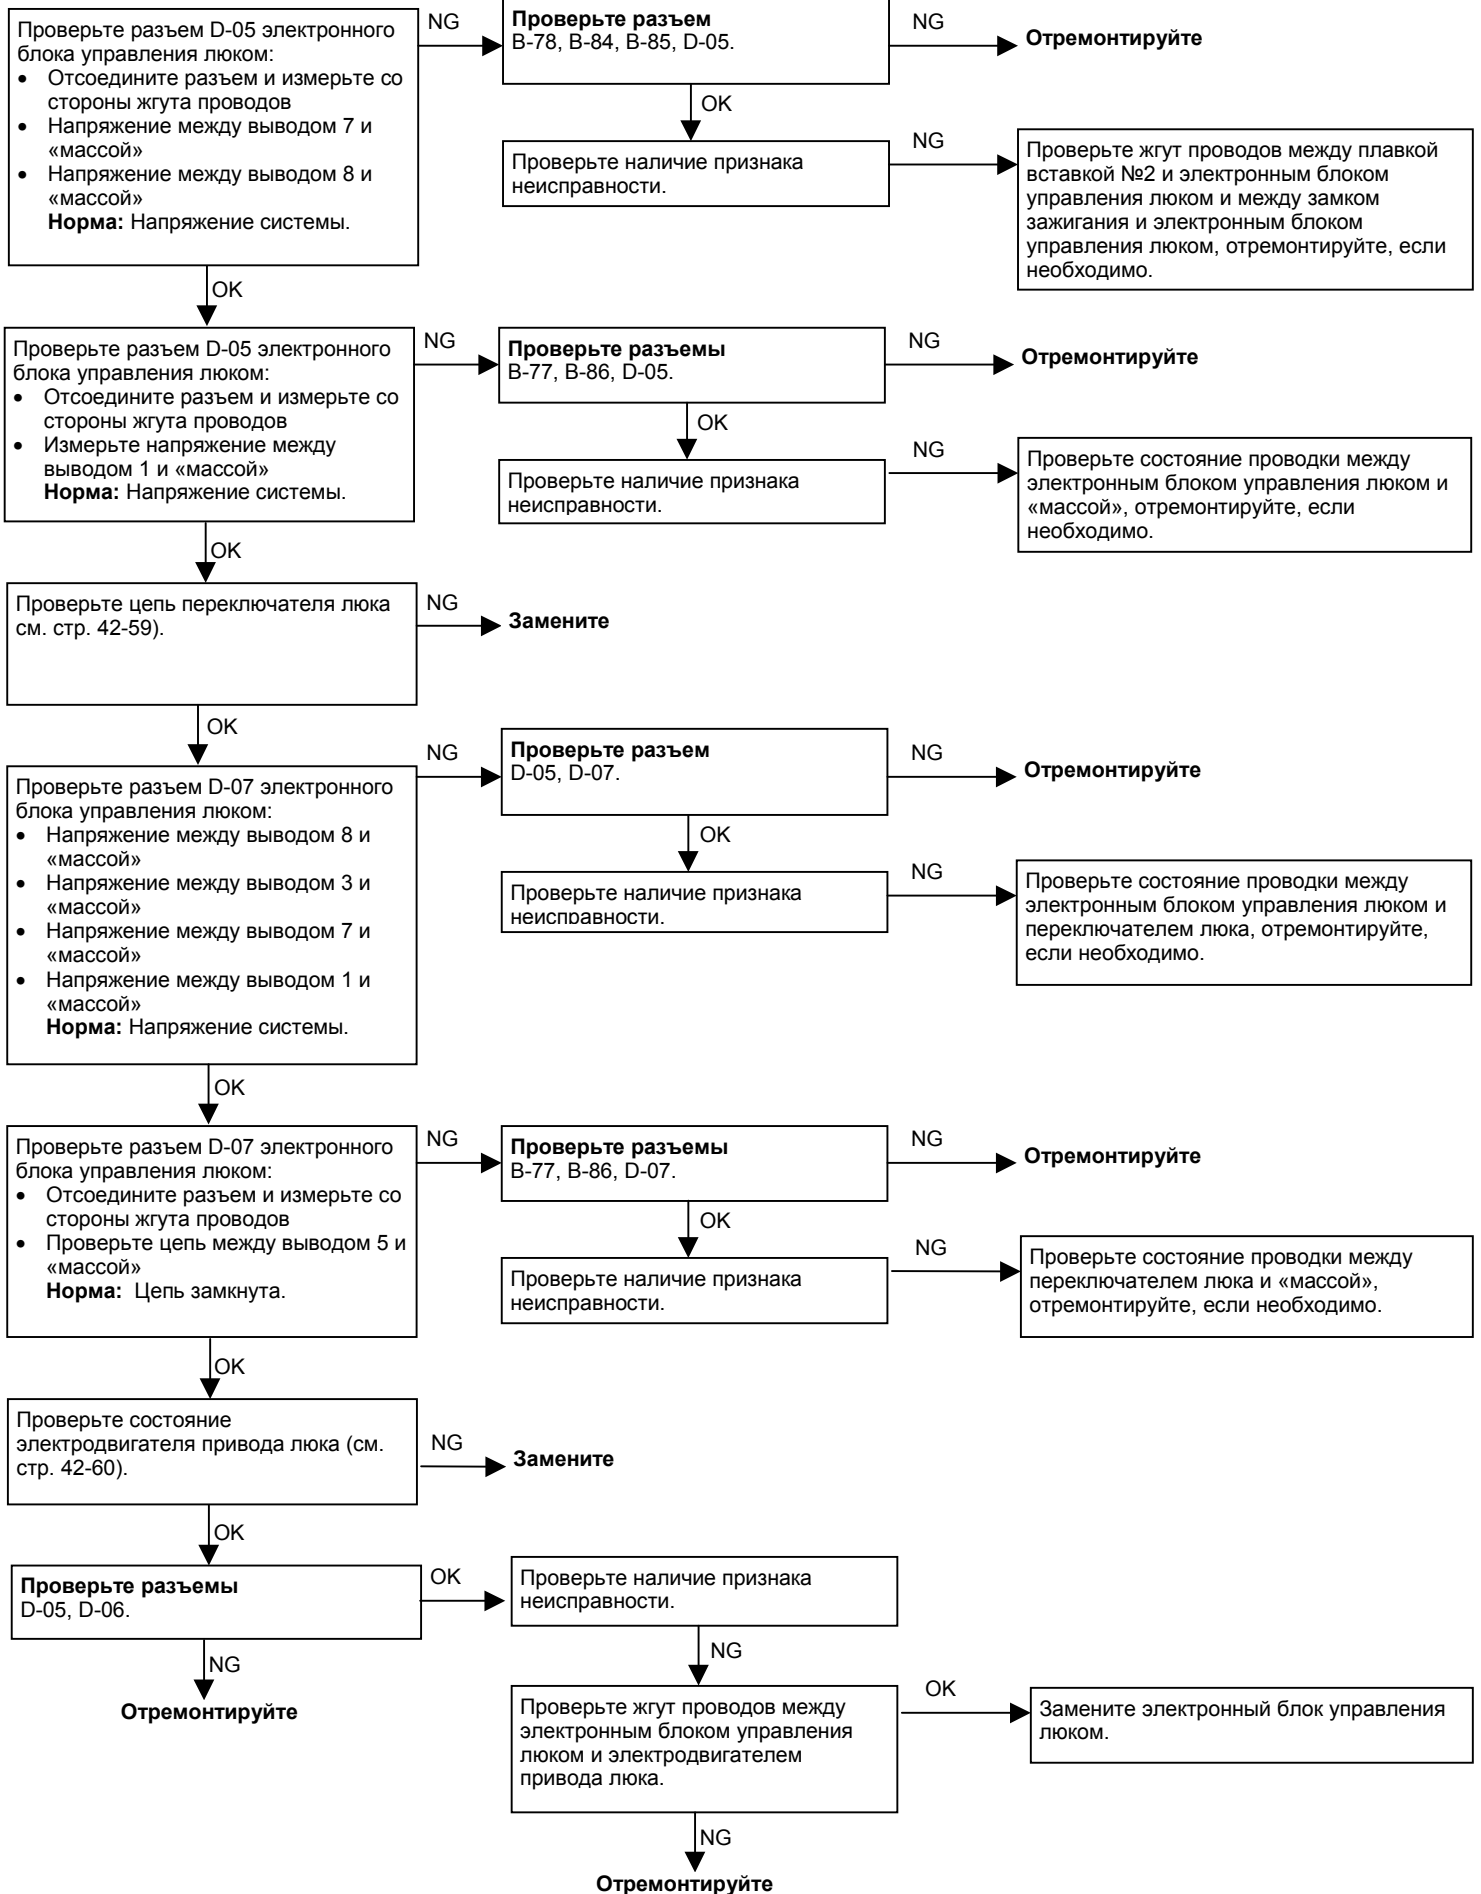 Проверьте разъем D-05 электронного
блока управления люком:
• Отсоедините разъем и измерьте со
стороны жгута проводов
• Напряжение между выводом 7 и
«массой»
• Напряжение между выводом 8 и
«массой»
Норма: Напряжение системы.
NG
Проверьте разъем
B-78, B-84, B-85, D-05.
NG
Отремонтируйте
OK
Проверьте наличие признака
неисправности.
NG
Проверьте жгут проводов между плавкой
вставкой №2 и электронным блоком
управления люком и между замком
зажигания и электронным блоком
управления люком, отремонтируйте, если
необходимо.
OK
Проверьте разъем D-05 электронного
блока управления люком:
• Отсоедините разъем и измерьте со
стороны жгута проводов
• Измерьте напряжение между
выводом 1 и «массой»
Норма: Напряжение системы.
NG
Проверьте разъемы
B-77, B-86, D-05.
NG
Отремонтируйте
OK
Проверьте наличие признака
неисправности.
NG
Проверьте состояние проводки между
электронным блоком управления люком и
«массой», отремонтируйте, если
необходимо.
OK
Проверьте цепь переключателя люка
см. стр. 42-59).
NG
Замените
OK
Проверьте разъем D-07 электронного
блока управления люком:
• Напряжение между выводом 8 и
«массой»
• Напряжение между выводом 3 и
«массой»
• Напряжение между выводом 7 и
«массой»
• Напряжение между выводом 1 и
«массой»
Норма: Напряжение системы.
NG
Проверьте разъем
D-05, D-07.
NG
Отремонтируйте
OK
Проверьте наличие признака
неисправности.
NG
Проверьте состояние проводки между
электронным блоком управления люком и
переключателем люка, отремонтируйте,
если необходимо.
OK
Проверьте разъем D-07 электронного
блока управления люком:
• Отсоедините разъем и измерьте со
стороны жгута проводов
• Проверьте цепь между выводом 5 и
«массой»
Норма: Цепь замкнута.
NG
Проверьте разъемы
B-77, B-86, D-07.
NG
Отремонтируйте
OK
Проверьте наличие признака
неисправности.
NG
Проверьте состояние проводки между
переключателем люка и «массой»,
отремонтируйте, если необходимо.
OK
Проверьте состояние
электродвигателя привода люка (см.
стр. 42-60).
NG
Замените
OK
Проверьте разъемы
D-05, D-06.
OK
Проверьте наличие признака
неисправности.
NG
Отремонтируйте
NG
Проверьте жгут проводов между
электронным блоком управления
люком и электродвигателем
привода люка.
OK
Замените электронный блок управления
люком.
NG
Отремонтируйте